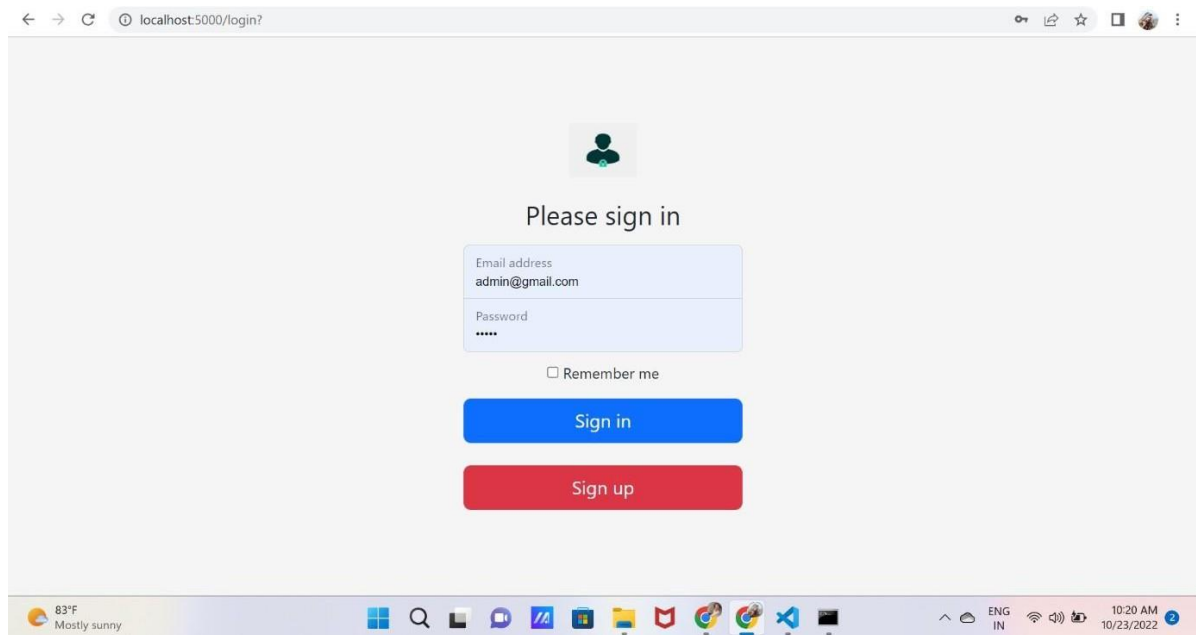 localhost:5000/login?
Please sign in
Email address
admin@gmail.com
Password
•••••
Remember me
Sign in
Sign up
83°F
Mostly sunny
ENG
IN
10:20 AM
10/23/2022
2